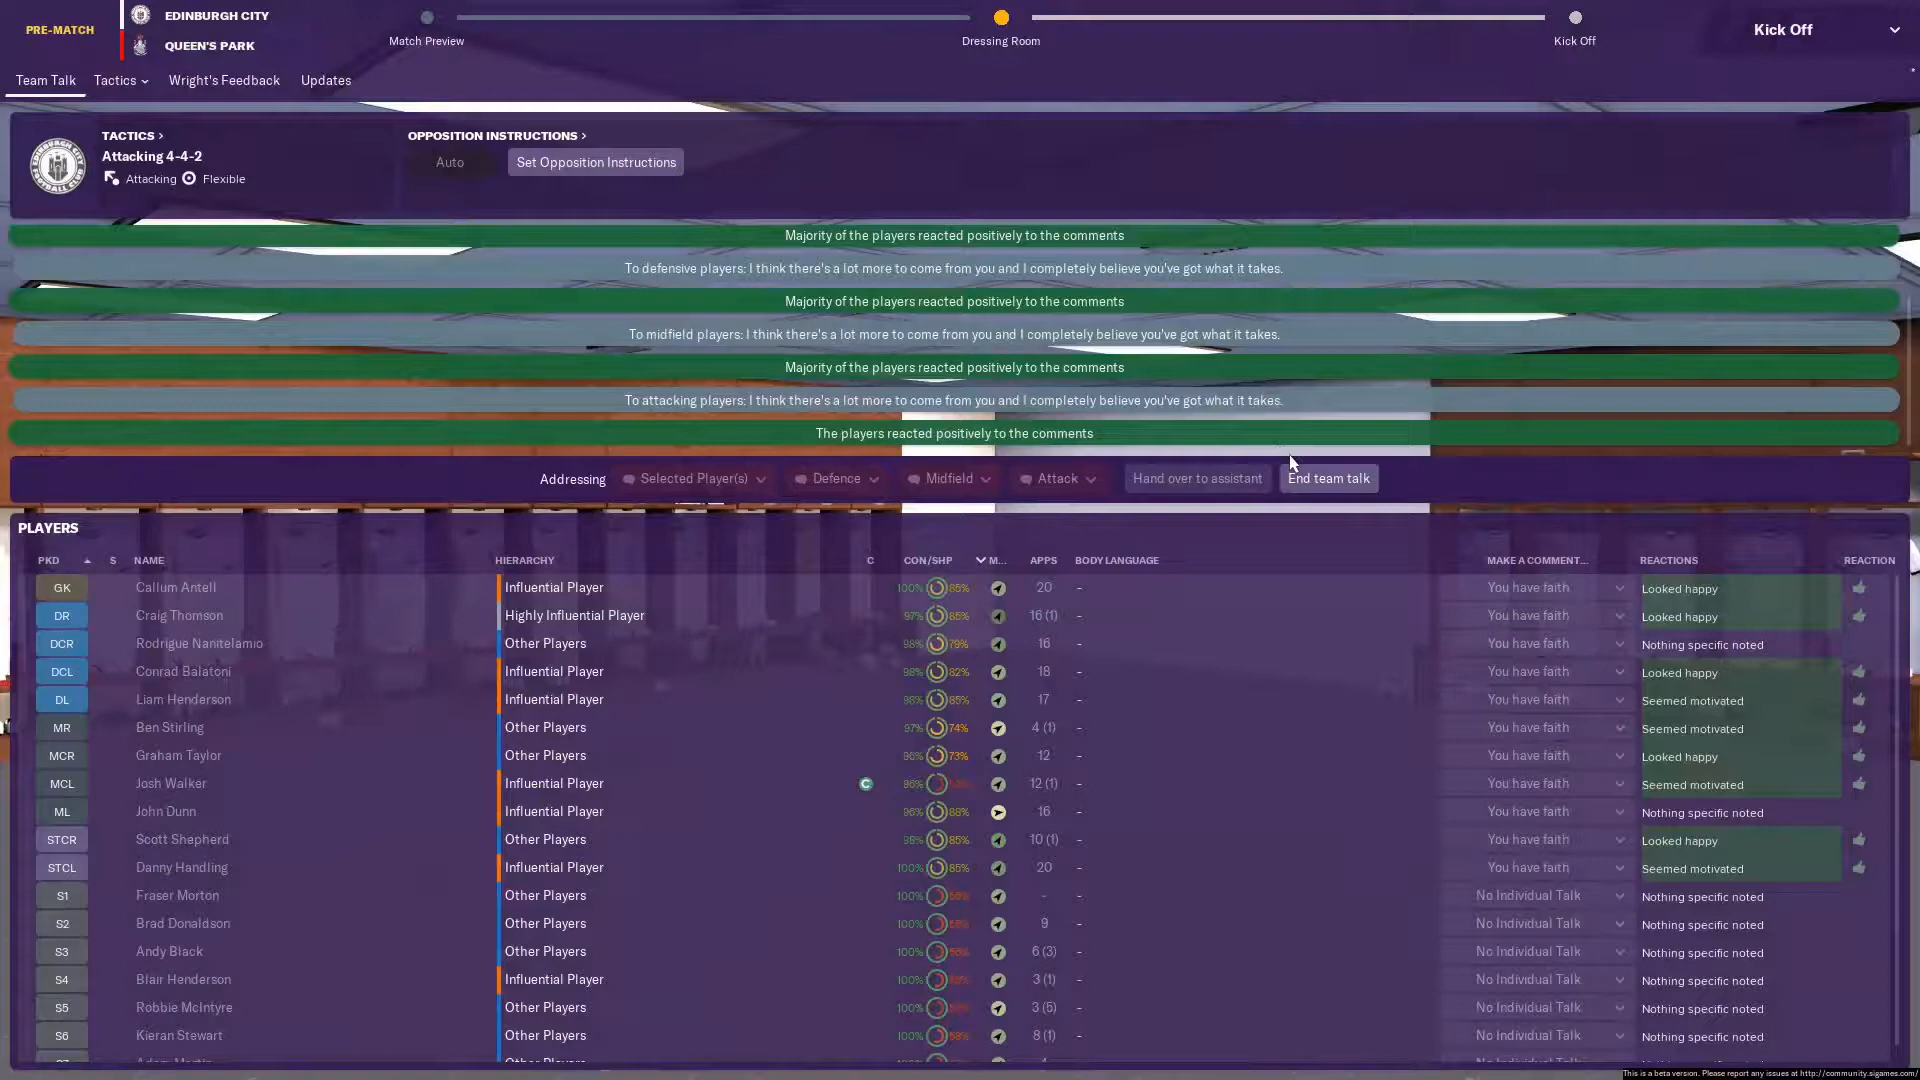 PRE-MATCH
EDINBURGH CITY
QUEEN'S PARK
Match Preview
Dressing Room
Kick Off
Kick Off
Team Talk Tactics Wright's Feedback Updates
TACTICS >
Attacking 4-4-2
Attacking Flexible
OPPOSITION INSTRUCTIONS >
Auto Set Opposition Instructions
EDINBURGH CITY
Majority of the players reacted positively to the comments
To defensive players: I think there's a lot more to come from you and I completely believe you've got what it takes.
Majority of the players reacted positively to the comments
To midfield players: I think there's a lot more to come from you and I completely believe you've got what it takes.
Majority of the players reacted positively to the comments
To attacking players: I think there's a lot more to come from you and I completely believe you've got what it takes.
The players reacted positively to the comments
Addressing Selected Player(s) Defence Midfield Attack Hand over to assistant End team talk
PLAYERS
PKD S NAME HIERARCHY C CON/SHP M... APPS BODY LANGUAGE MAKE A COMMENT... REACTIONS REACTION
GK Callum Antell Influential Player 100% 85% 20 - You have faith Looked happy
DR Craig Thomson Highly Influential Player 97% 85% 16 (1) - You have faith Looked happy
DCR Rodrigue Nanitelamio Other Players 98% 79% 16 - You have faith Nothing specific noted
DCL Conrad Balatoni Influential Player 98% 82% 18 - You have faith Looked happy
DL Liam Henderson Influential Player 85% 17 - You have faith Seemed motivated
MR Ben Stirling Other Players 97% 74% 4 (1) - You have faith Seemed motivated
MCR Graham Taylor Other Players 96% 73% 12 - You have faith Looked happy
MCL Josh Walker Influential Player C 96% 12 (1) - You have faith Seemed motivated
ML John Dunn Influential Player 96% 88% 16 - You have faith Nothing specific noted
STCR Scott Shepherd Other Players 98% 85% 10 (1) - You have faith Looked happy
STCL Danny Handling Influential Player 100% 85% 20 - You have faith Seemed motivated
S1 Fraser Morton Other Players 100% - - No Individual Talk Nothing specific noted
S2 Brad Donaldson Other Players 100% 9 - No Individual Talk Nothing specific noted
S3 Andy Black Other Players 100% 6 (3) - No Individual Talk Nothing specific noted
S4 Blair Henderson Influential Player 100% 3 (1) - No Individual Talk Nothing specific noted
S5 Robbie McIntyre Other Players 100% 3 (5) - No Individual Talk Nothing specific noted
S6 Kieran Stewart Other Players 100% 8 (1) - No Individual Talk Nothing specific noted
This is a beta version. Please report any issues at http://community.sigames.com/